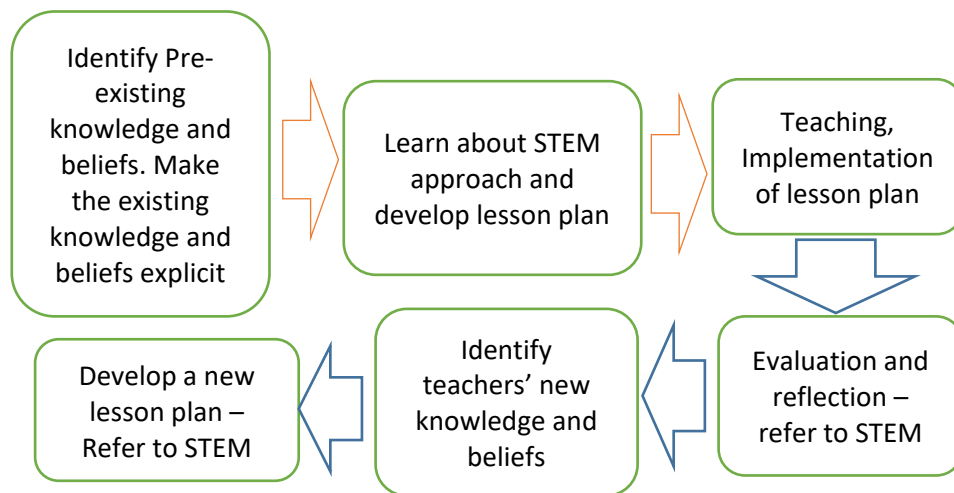 Identify Pre-
existing
knowledge and
beliefs. Make
the existing
knowledge and
beliefs explicit
Learn about STEM
approach and
develop lesson plan
Teaching,
Implementation
of lesson plan
Evaluation and
reflection –
refer to STEM
Identify
teachers’ new
knowledge and
beliefs
Develop a new
lesson plan –
Refer to STEM